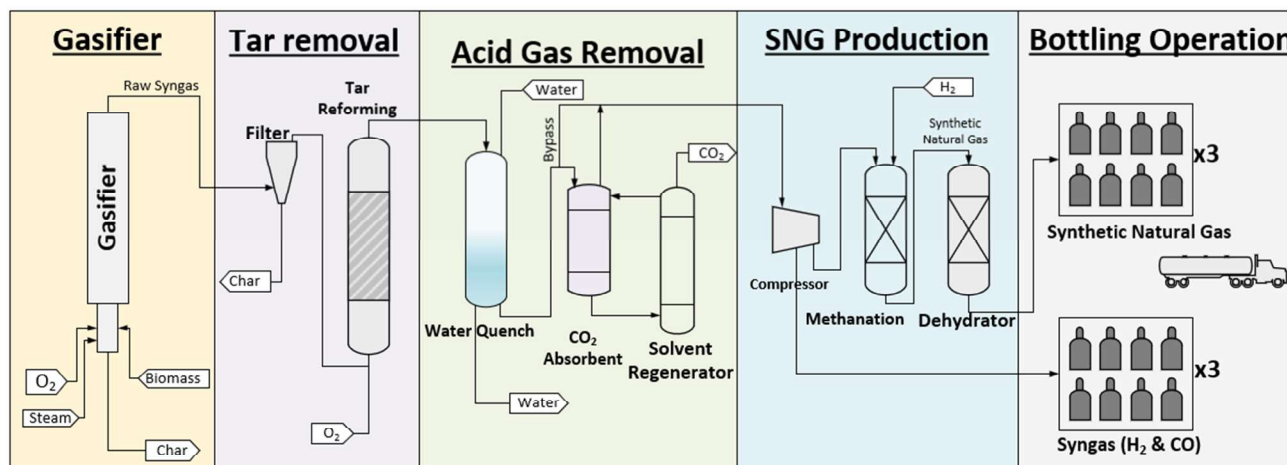 Gasifier
Raw Syngas
Gasifier
O₂
Biomass
Steam
Char
Tar removal
Tar
Reforming
Filter
Char
O₂
Acid Gas Removal
Water
Bypass
CO₂
Water Quench
CO₂
Absorbent
Solvent
Regenerator
Water
SNG Production
H₂
Synthetic
Natural Gas
Compressor
Methanation
Dehydrator
Bottling Operation
x3
Synthetic Natural Gas
x3
Syngas (H₂ & CO)